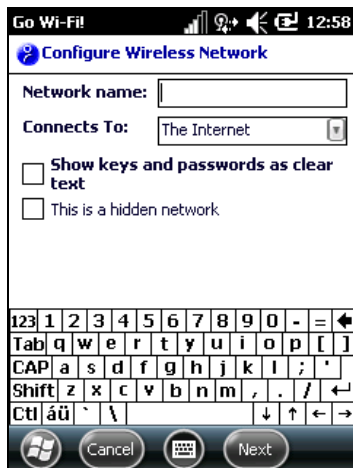 Go Wi-Fi! 12:58
Configure Wireless Network
Network name:
Connects To: The Internet
Show keys and passwords as clear
text
This is a hidden network
123 1 2 3 4 5 6 7 8 9 0 - = ←
Tab q w e r t y u i o p [ ]
CAP a s d f g h j k l ; '
Shift z x c v b n m , . / ↵
Ctl áü ` \ ↓ ↑ ← →
Cancel Next